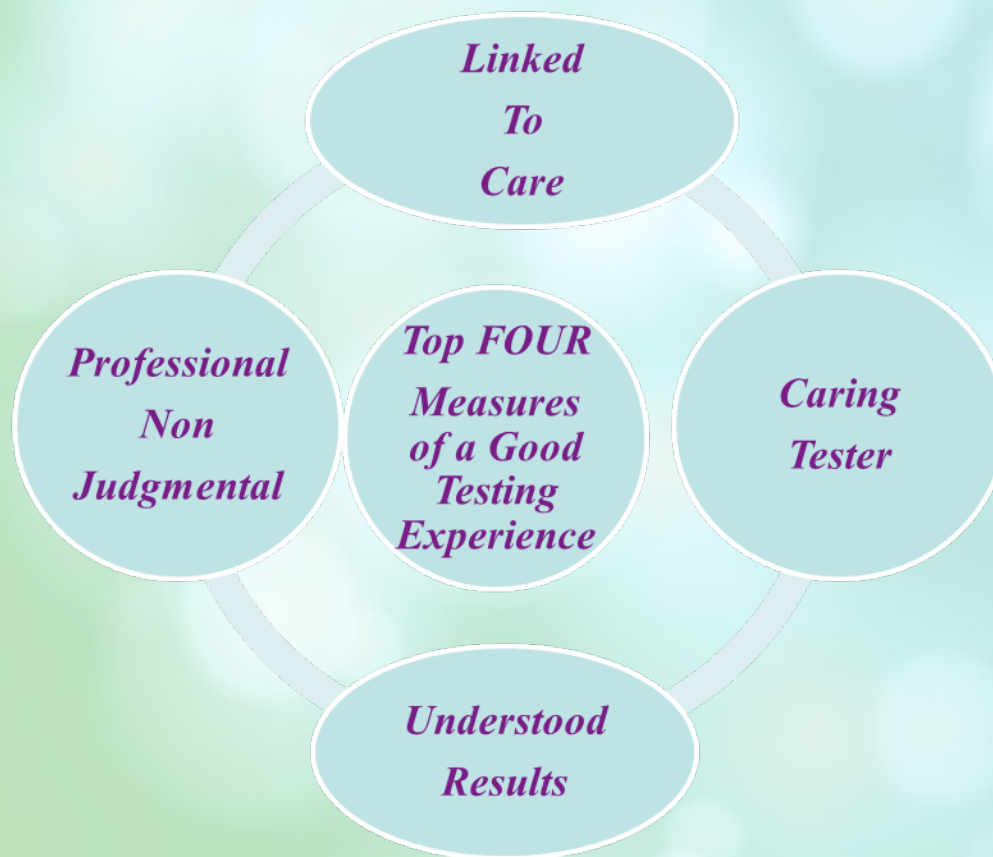 Linked
To
Care
Professional
Non
Judgmental
Top FOUR
Measures
of a Good
Testing
Experience
Caring
Tester
Understood
Results